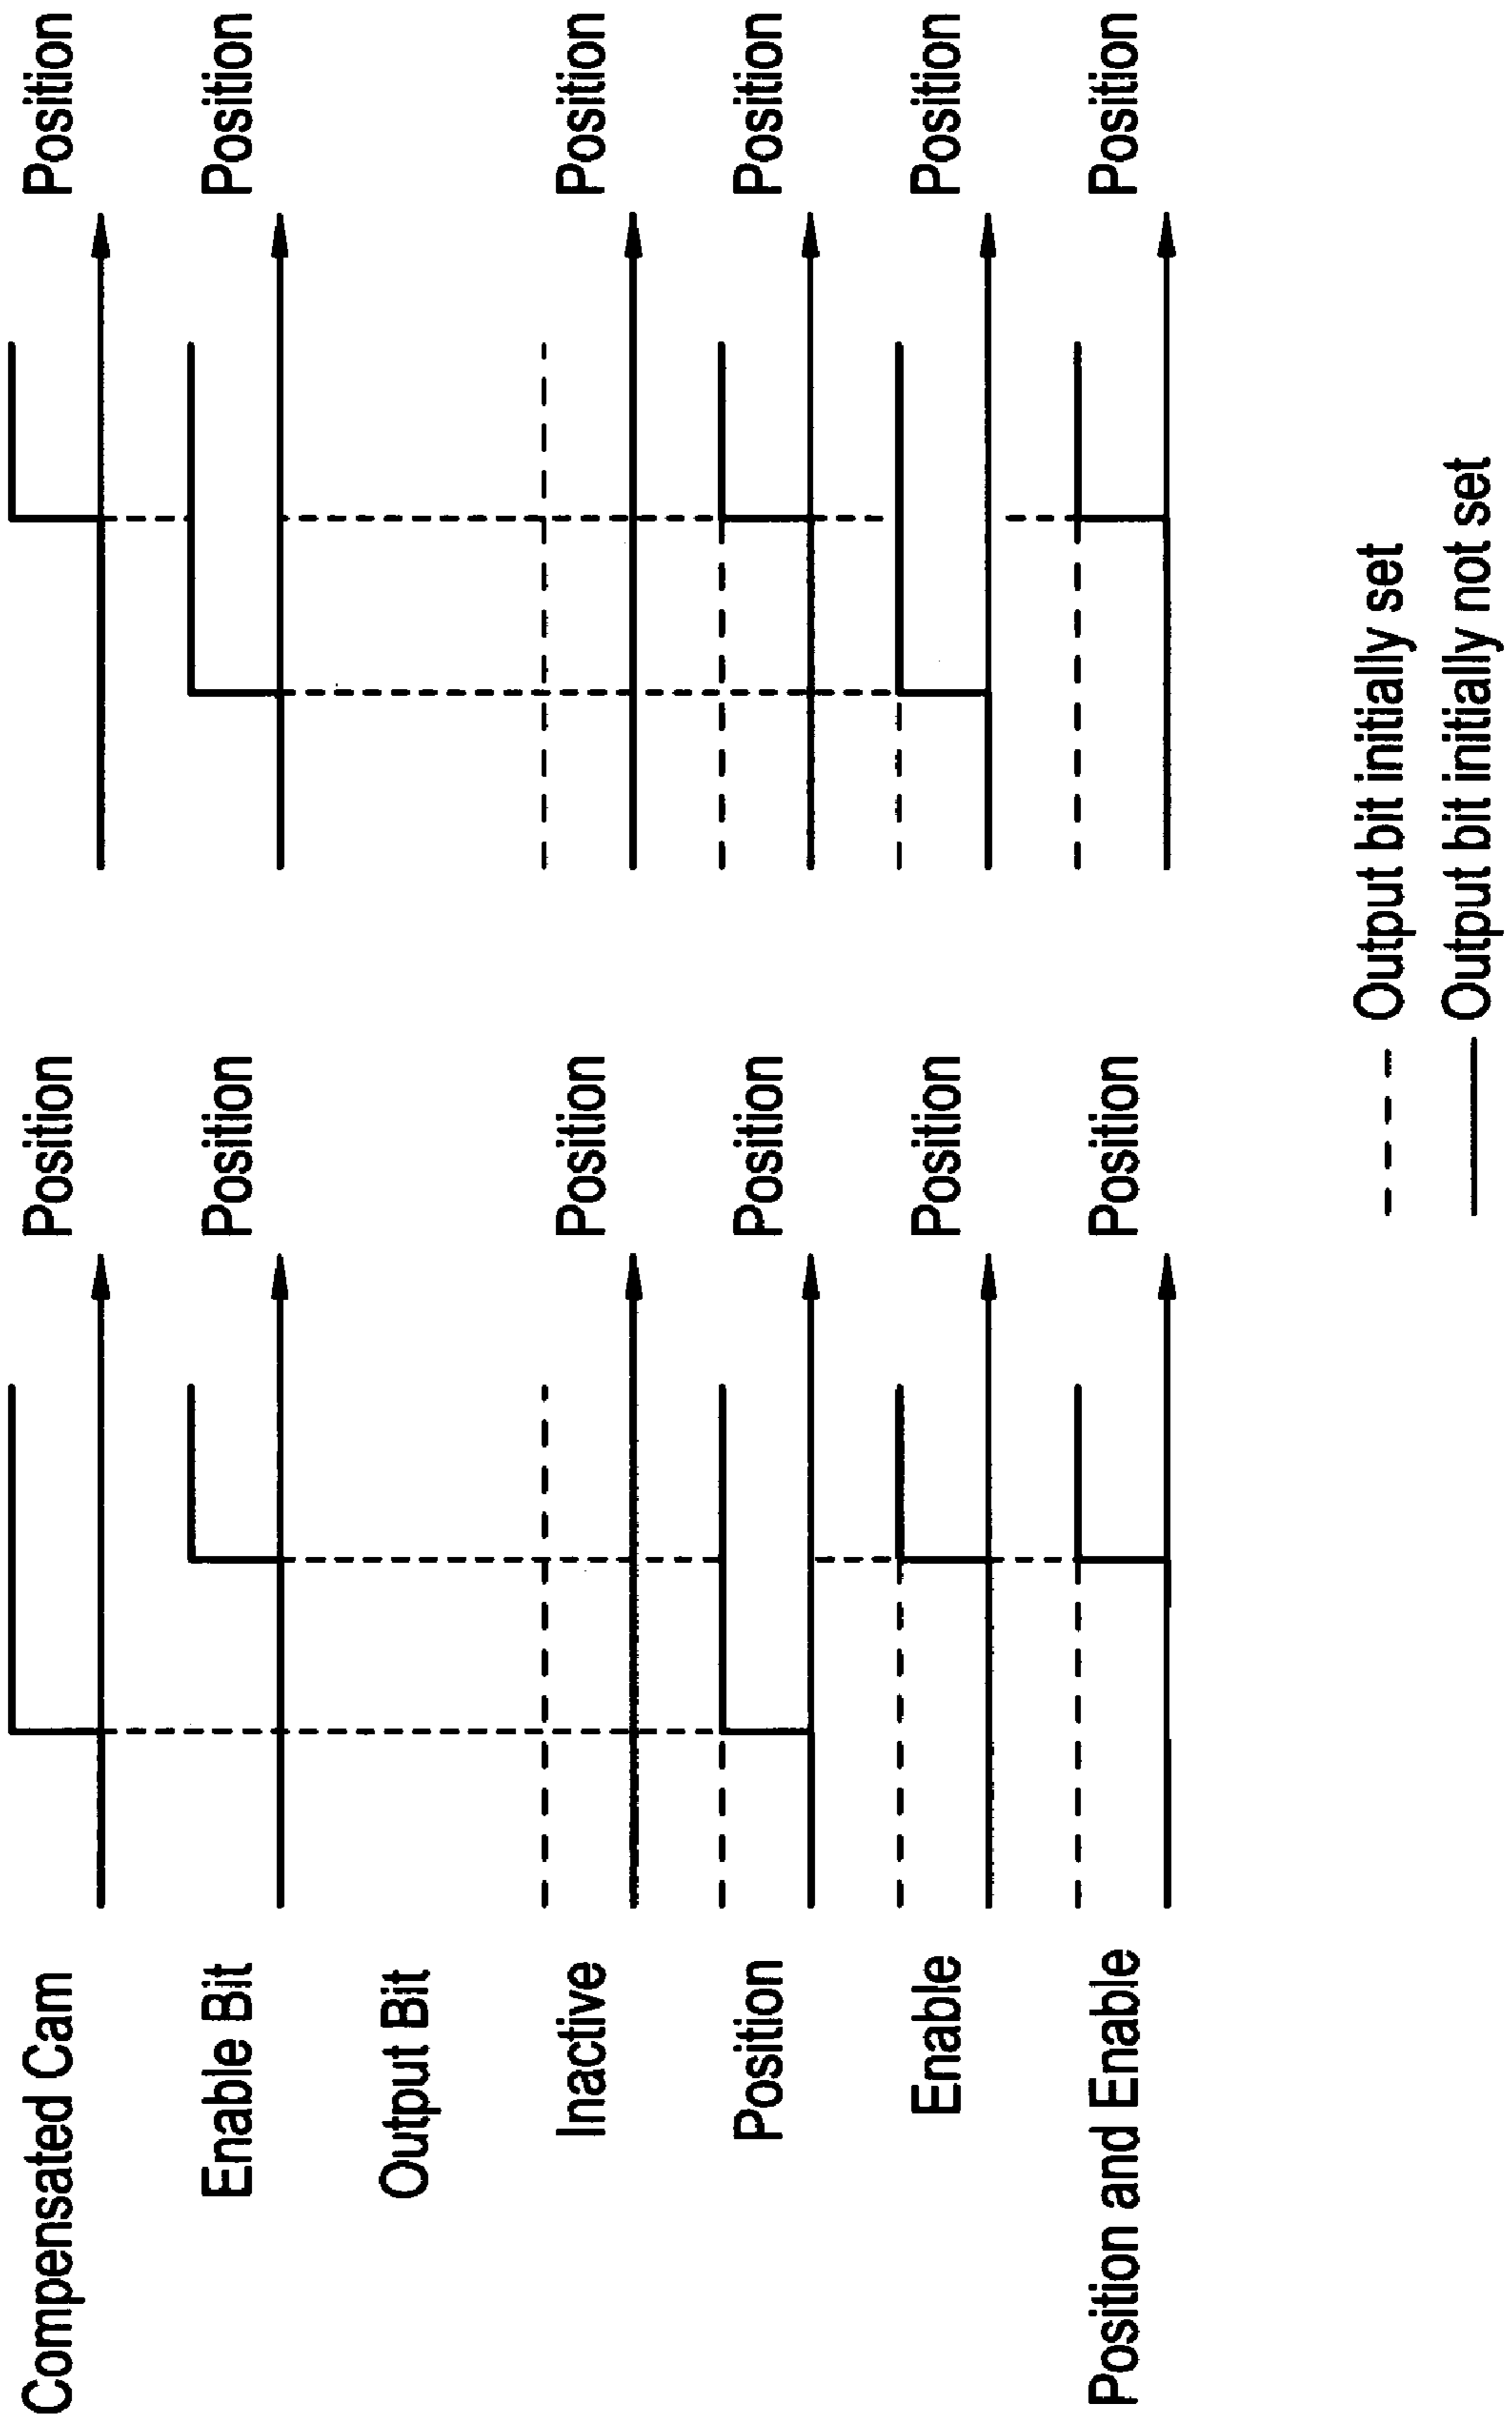 Compensated Cam
Position
Position
Enable Bit
Position
Position
Output Bit
Inactive
Position
Position
Position
Position
Position
Enable
Position
Position
Position and Enable
Position
Position
Output bit initially set
Output bit initially not set